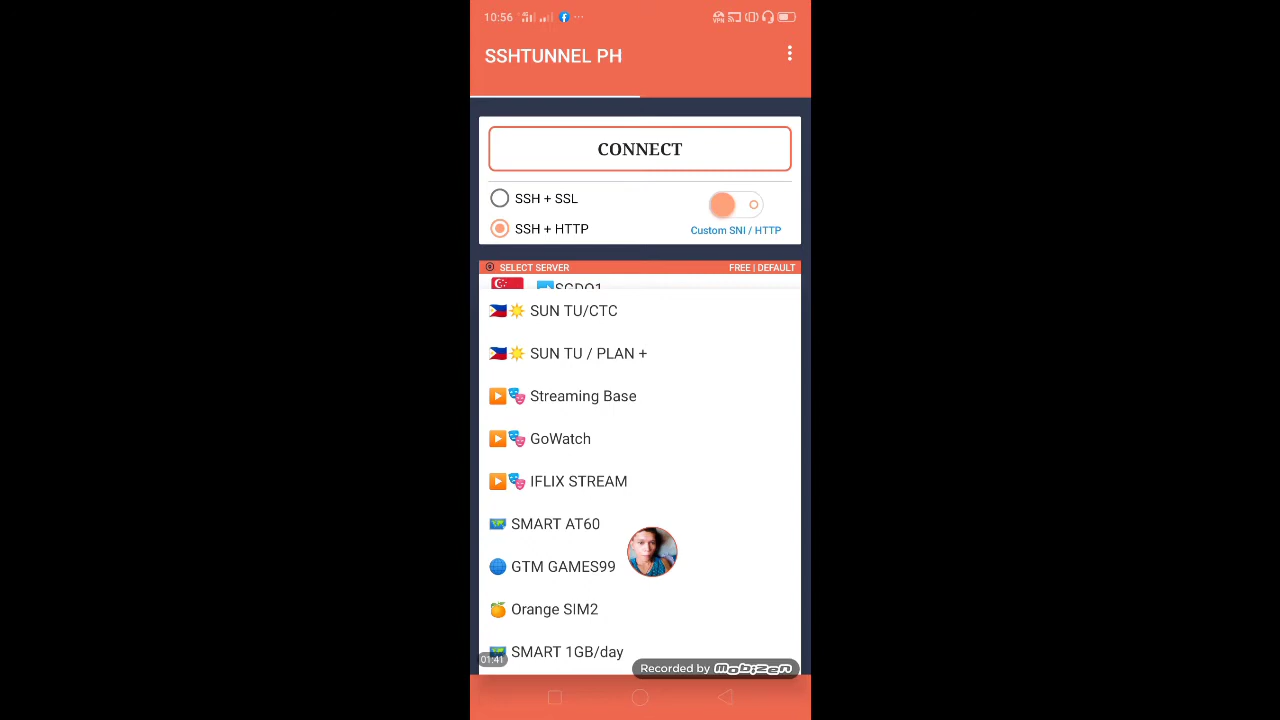 10:56
VPN
SSHTUNNEL PH
CONNECT
SSH + SSL
SSH + HTTP
Custom SNI / HTTP
SELECT SERVER
FREE | DEFAULT
SGDO1
SUN TU/CTC
SUN TU / PLAN +
Streaming Base
GoWatch
IFLIX STREAM
SMART AT60
GTM GAMES99
Orange SIM2
SMART 1GB/day
01:41
Recorded by mobizen